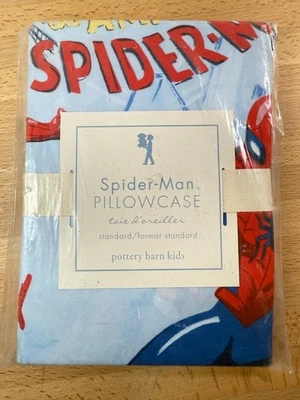 SPIDER-M
Spider-Man
PILLOWCASE
taie d'oreiller
standard/format standard
pottery barn kids